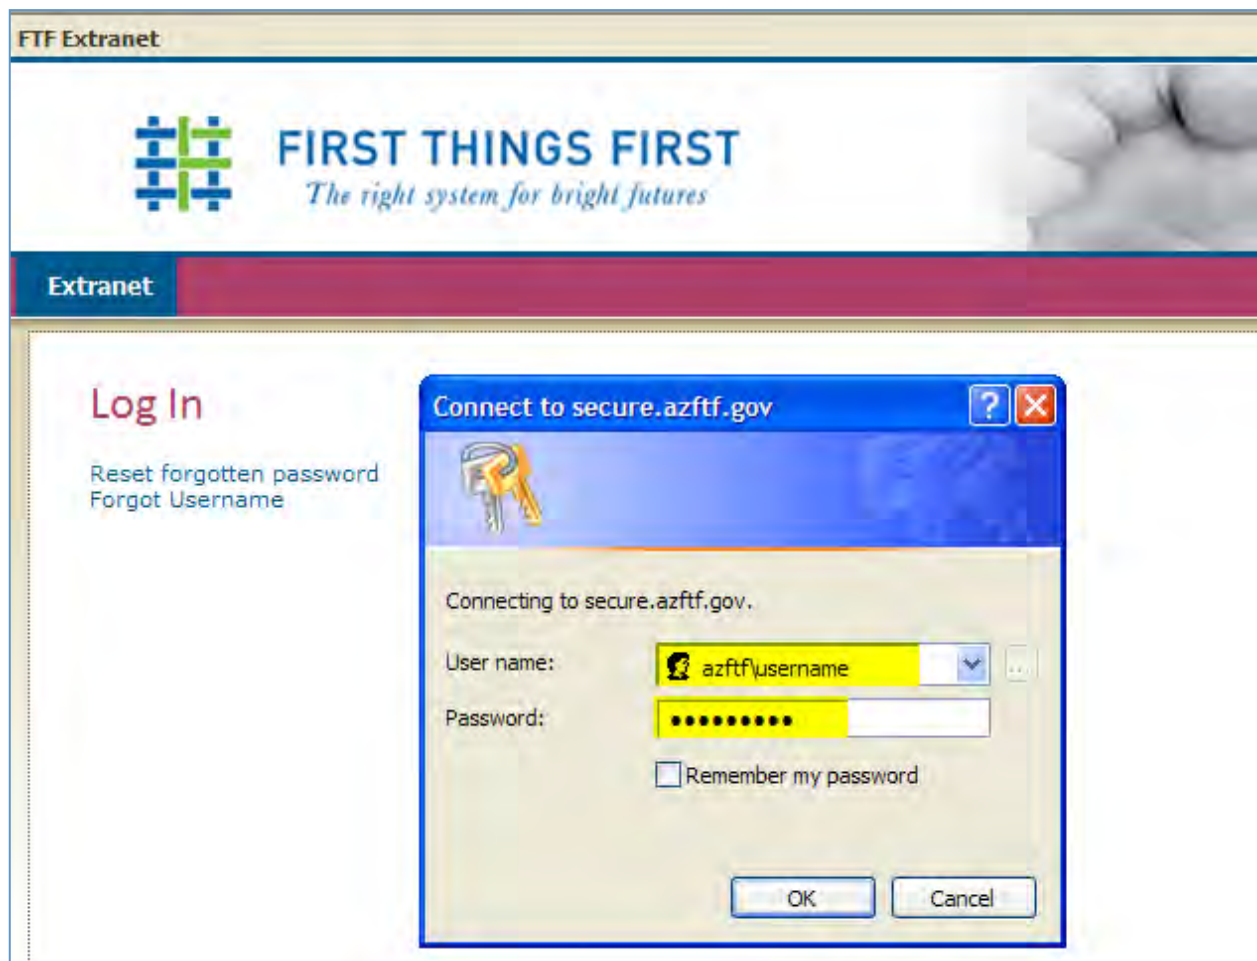 FTF Extranet
FIRST THINGS FIRST
The right system for bright futures
Extranet
Log In
Reset forgotten password
Forgot Username
Connect to secure.azftf.gov
Connecting to secure.azftf.gov.
User name: azftf\username
Password: •••••••••
Remember my password
OK Cancel